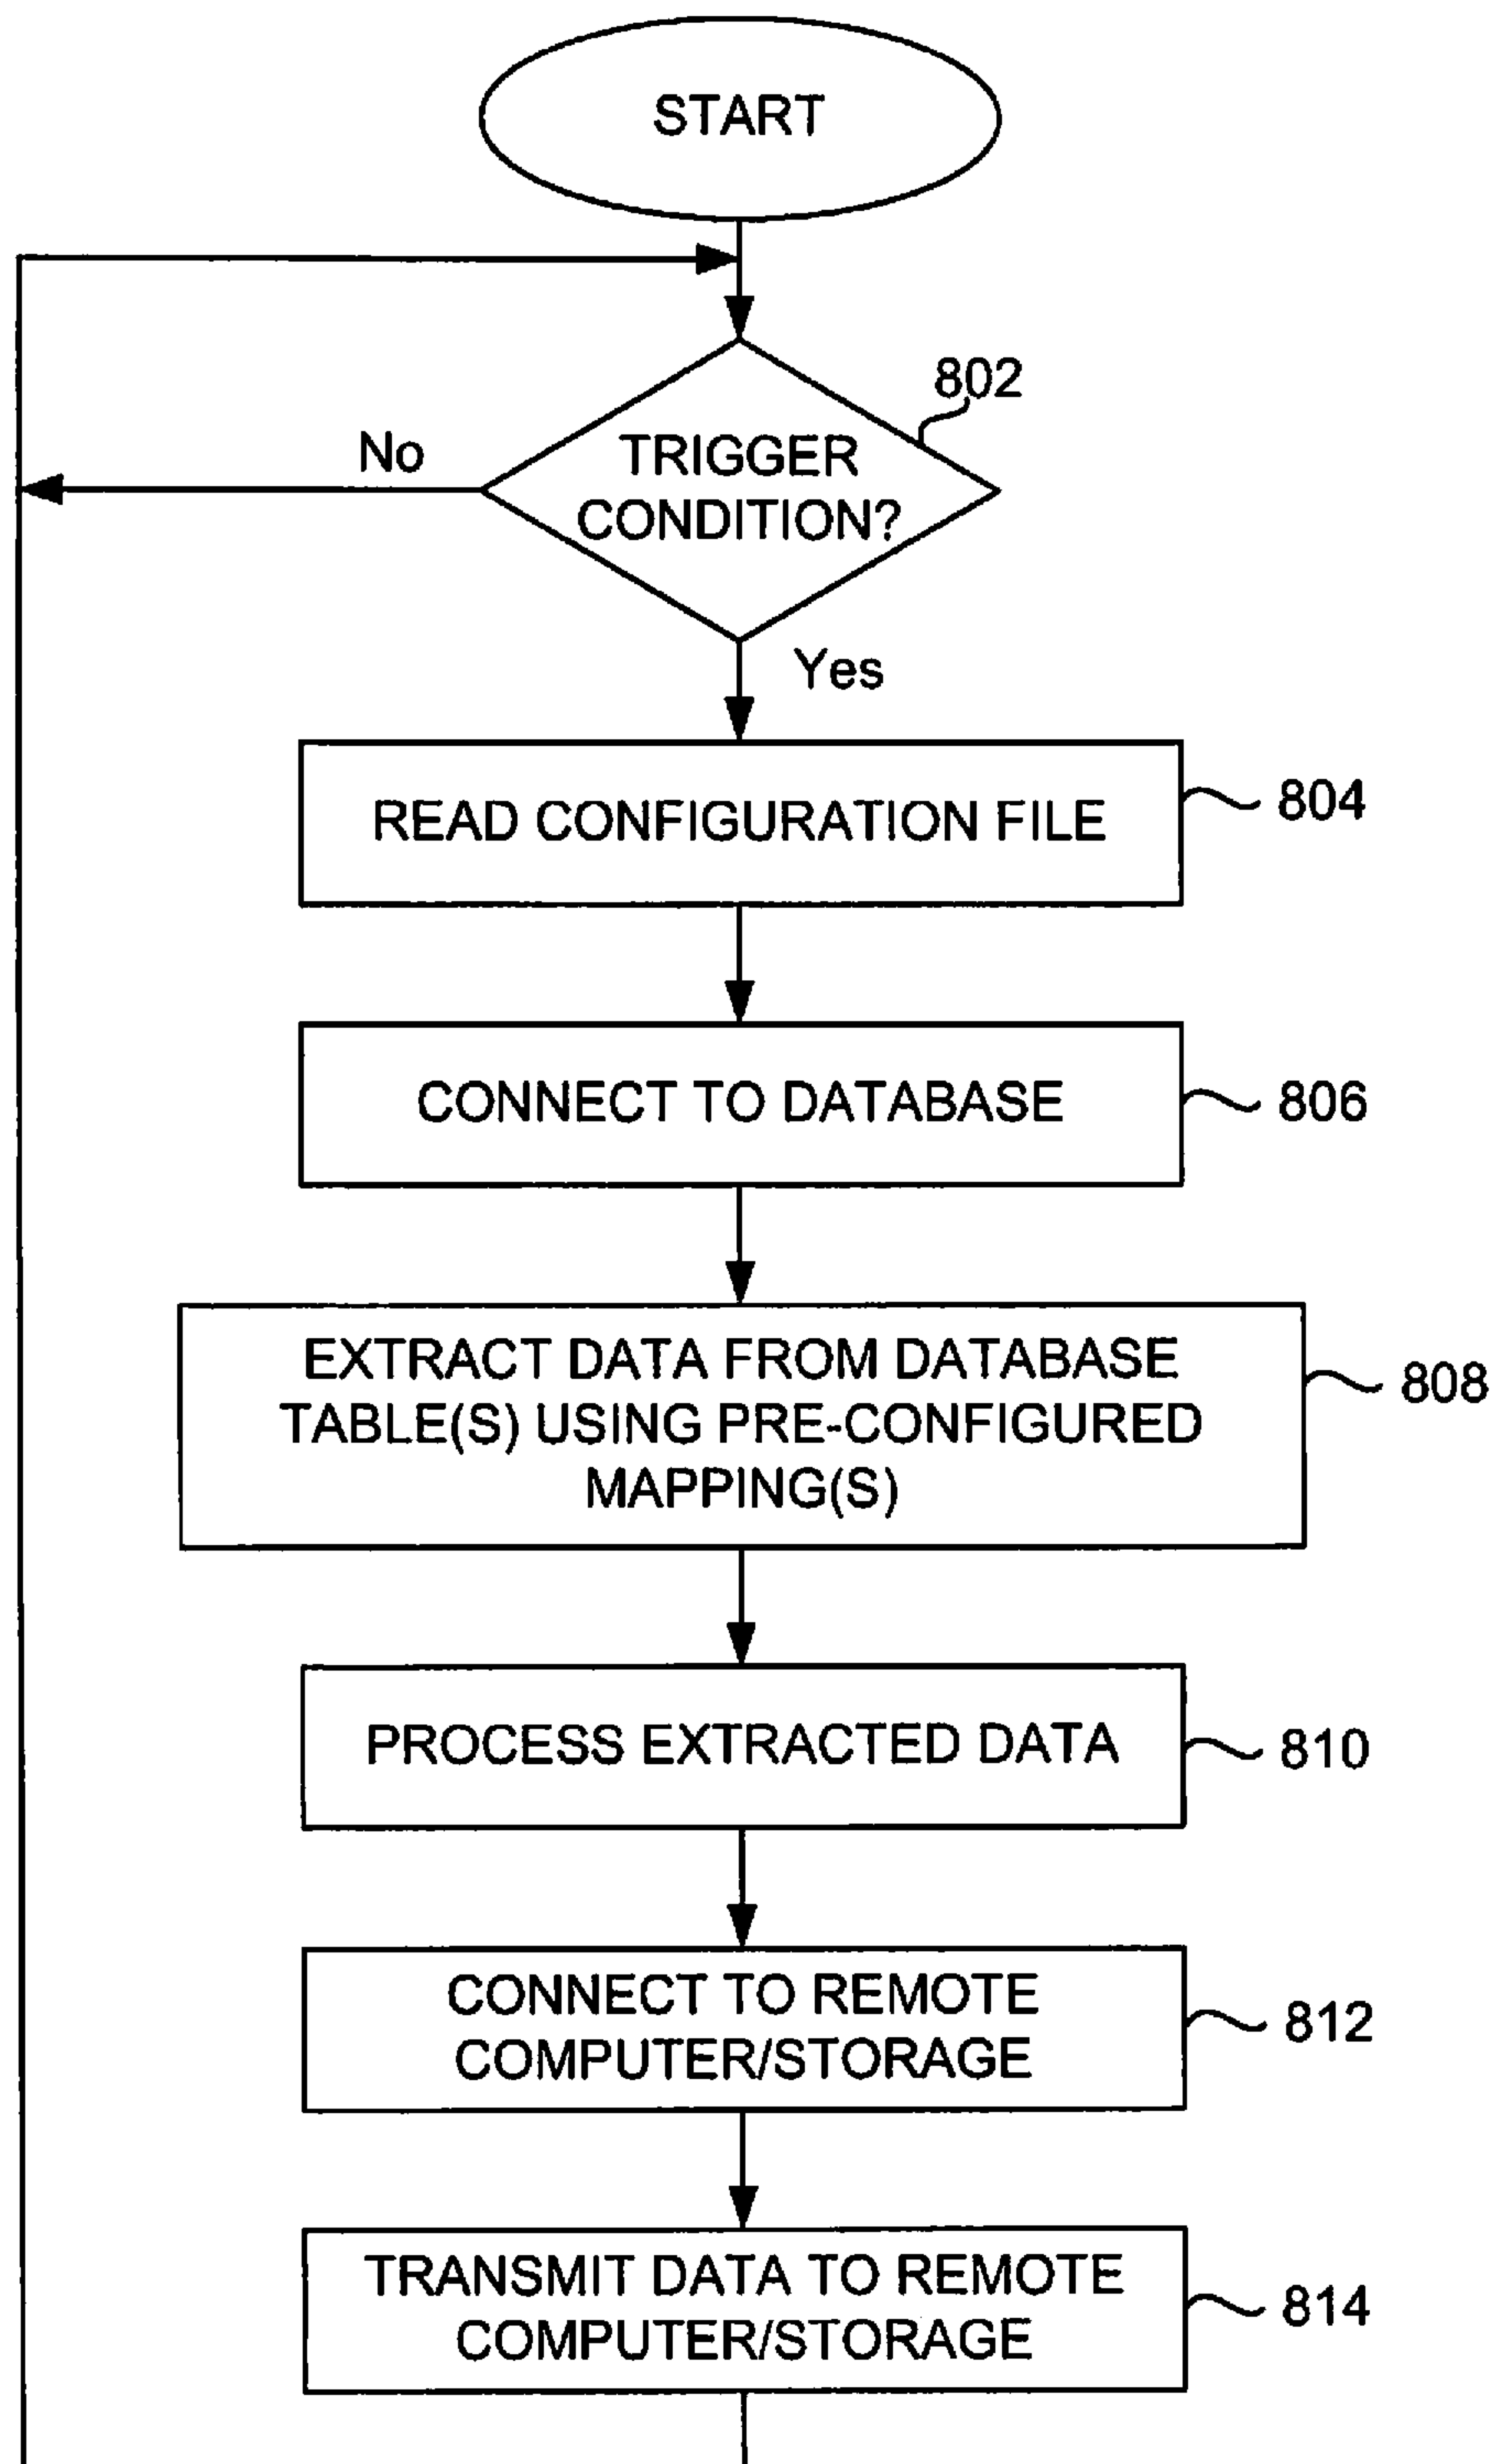 START
802
TRIGGER
CONDITION?
No
Yes
READ CONFIGURATION FILE
804
CONNECT TO DATABASE
806
EXTRACT DATA FROM DATABASE
TABLE(S) USING PRE-CONFIGURED
MAPPING(S)
808
PROCESS EXTRACTED DATA
810
CONNECT TO REMOTE
COMPUTER/STORAGE
812
TRANSMIT DATA TO REMOTE
COMPUTER/STORAGE
814